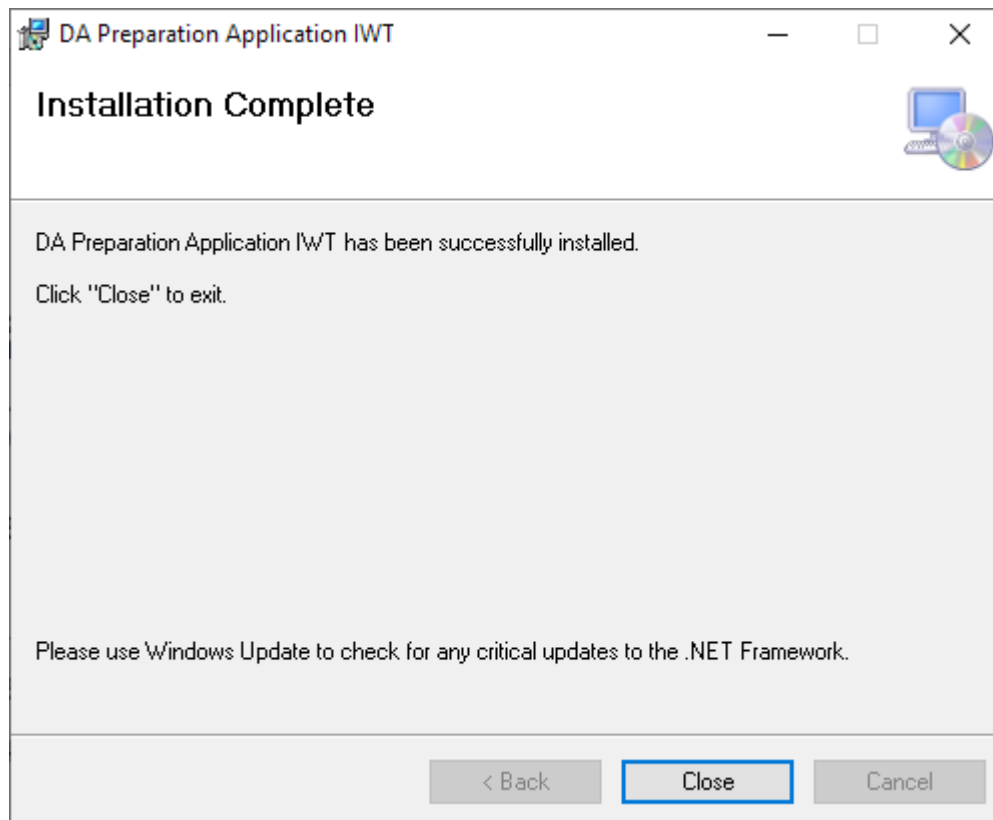 DA Preparation Application IWT
Installation Complete
DA Preparation Application IWT has been successfully installed.
Click "Close" to exit.
Please use Windows Update to check for any critical updates to the .NET Framework.
< Back
Close
Cancel